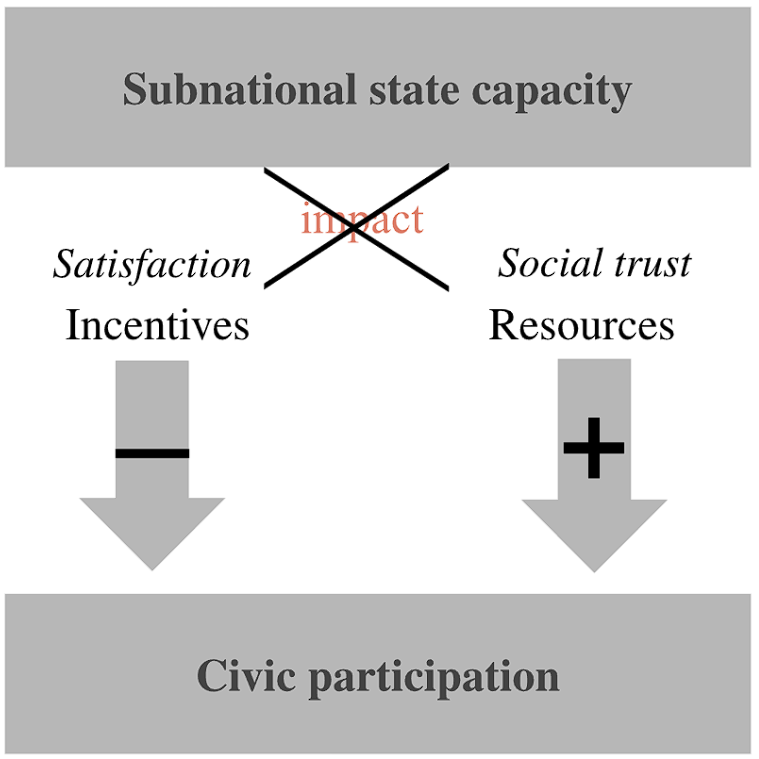 Subnational state capacity
impact
Satisfaction
Incentives
—
Social trust
Resources
+
Civic participation